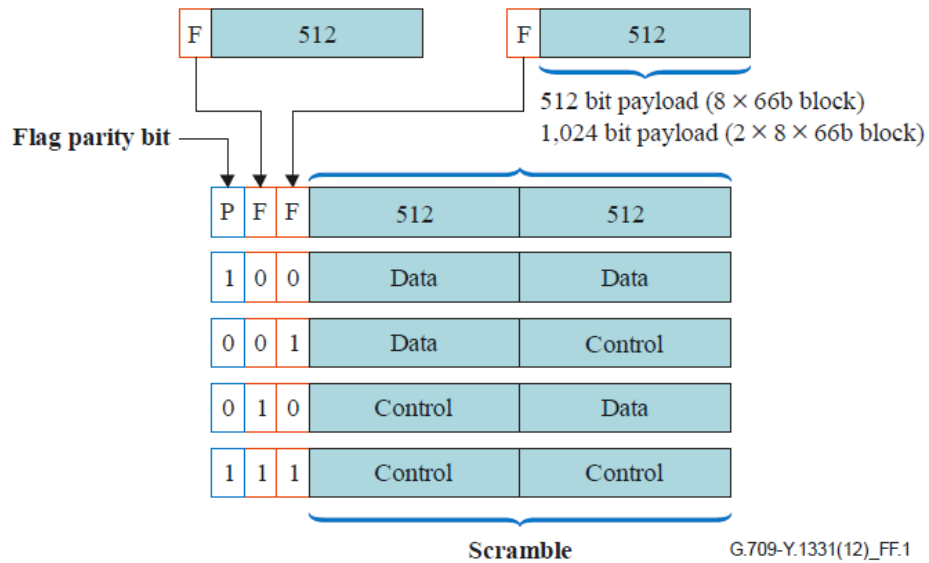 F 512 F 512
512 bit payload (8 × 66b block)
1,024 bit payload (2 × 8 × 66b block)
Flag parity bit
P F F 512 512
1 0 0 Data Data
0 0 1 Data Control
0 1 0 Control Data
1 1 1 Control Control
Scramble
G.709-Y.1331(12)_FF.1